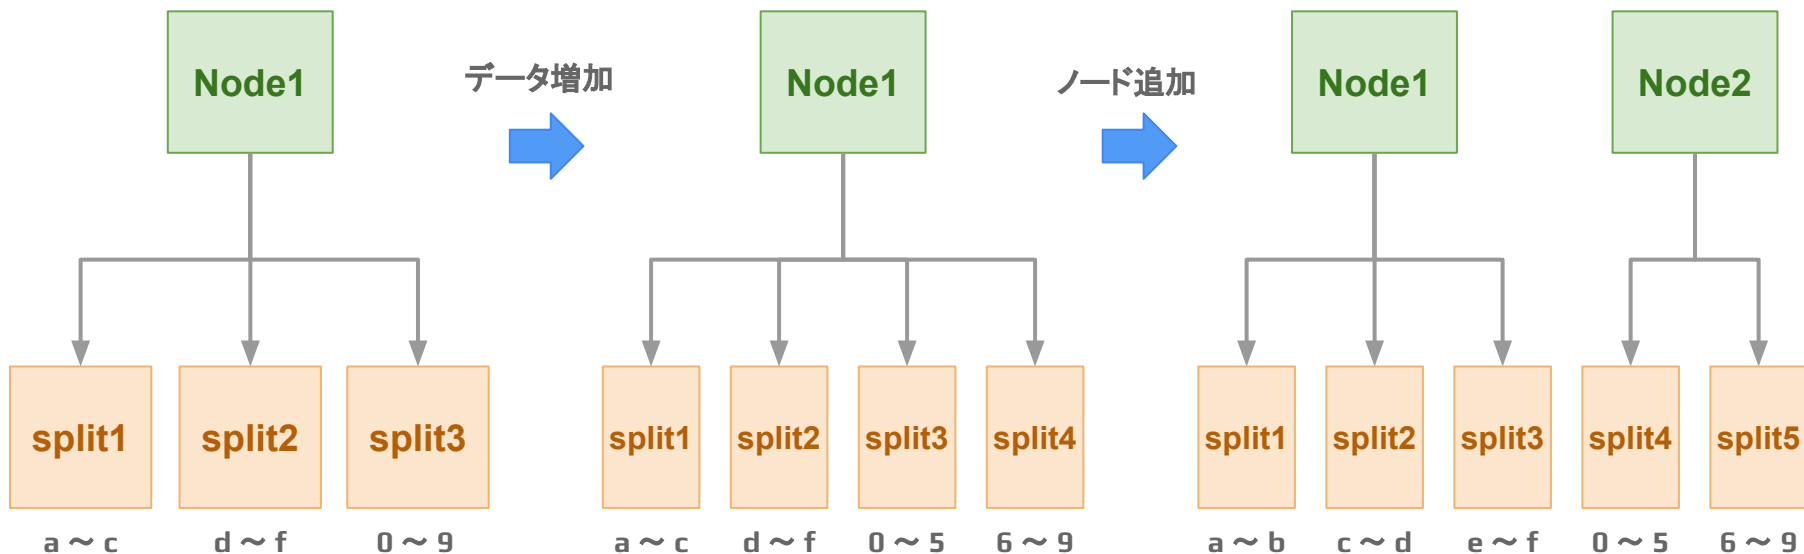 Node1
データ増加
Node1
ノード追加
Node1
Node2
split1
split2
split3
split1
split2
split3
split4
split1
split2
split3
split4
split5
a 〜 c
d 〜 f
0 〜 9
a 〜 c
d 〜 f
0 〜 5
6 〜 9
a 〜 b
c 〜 d
e 〜 f
0 〜 5
6 〜 9